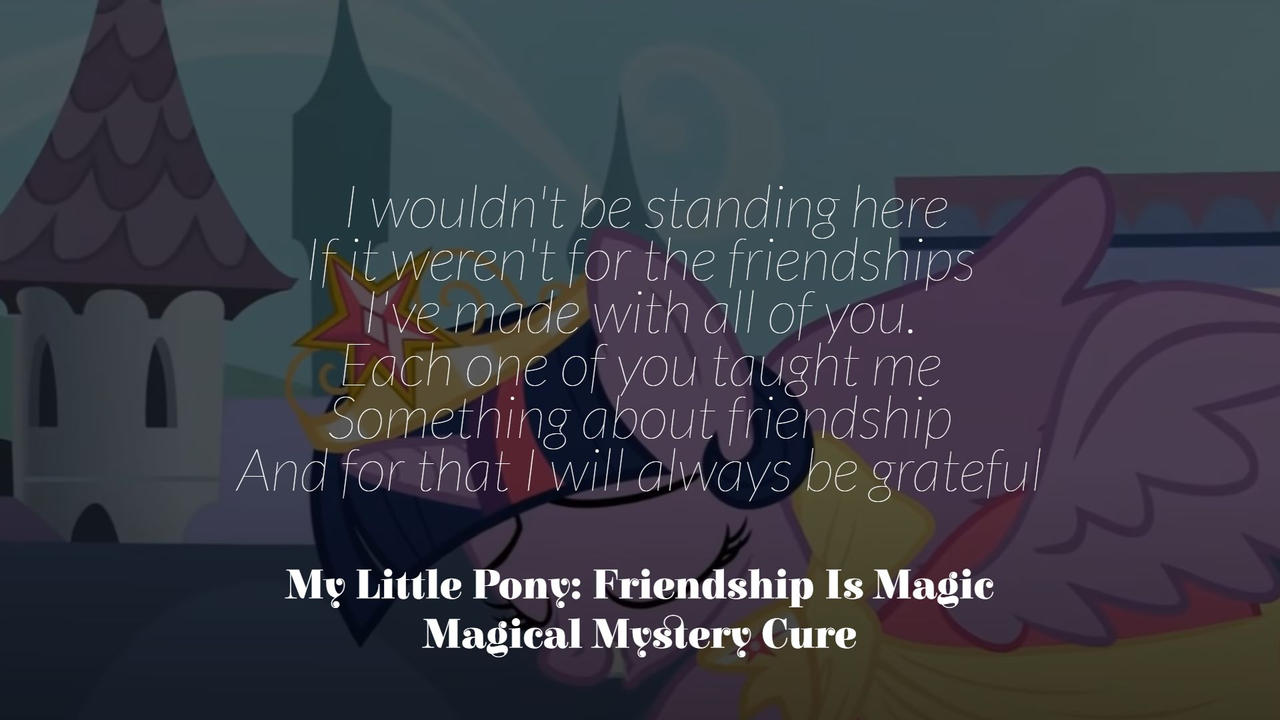 I wouldn't be standing here
If it weren't for the friendships
I've made with all of you.
Each one of you taught me
Something about friendship
And for that I will always be grateful
My Little Pony: Friendship Is Magic
Magical Mystery Cure